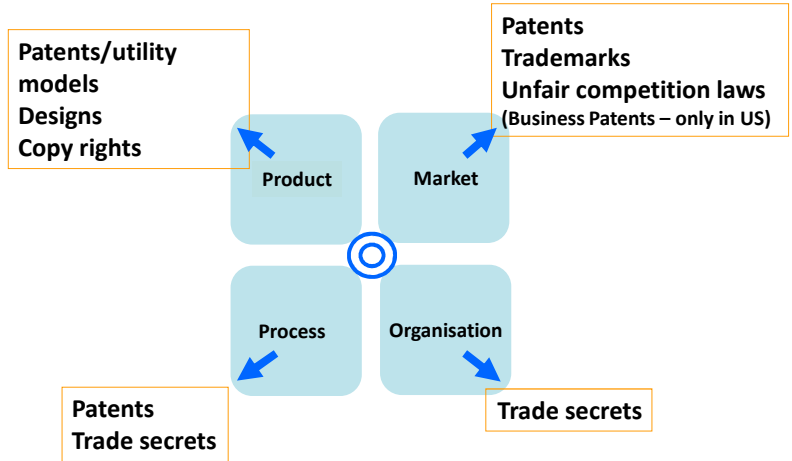 Patents/utility
models
Designs
Copy rights
Patents
Trademarks
Unfair competition laws
(Business Patents – only in US)
Product
Market
Process
Organisation
Patents
Trade secrets
Trade secrets